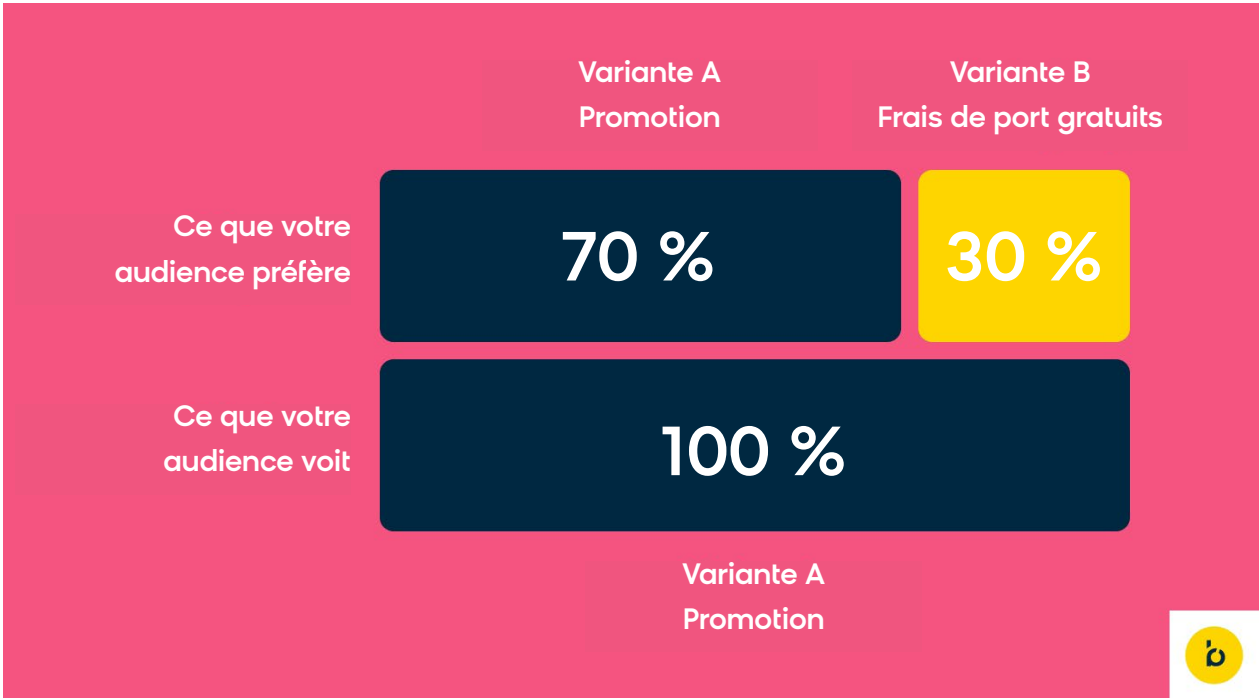 Variante A
Promotion
Variante B
Frais de port gratuits
Ce que votre
audience préfère
70 %
30 %
Ce que votre
audience voit
100 %
Variante A
Promotion
b